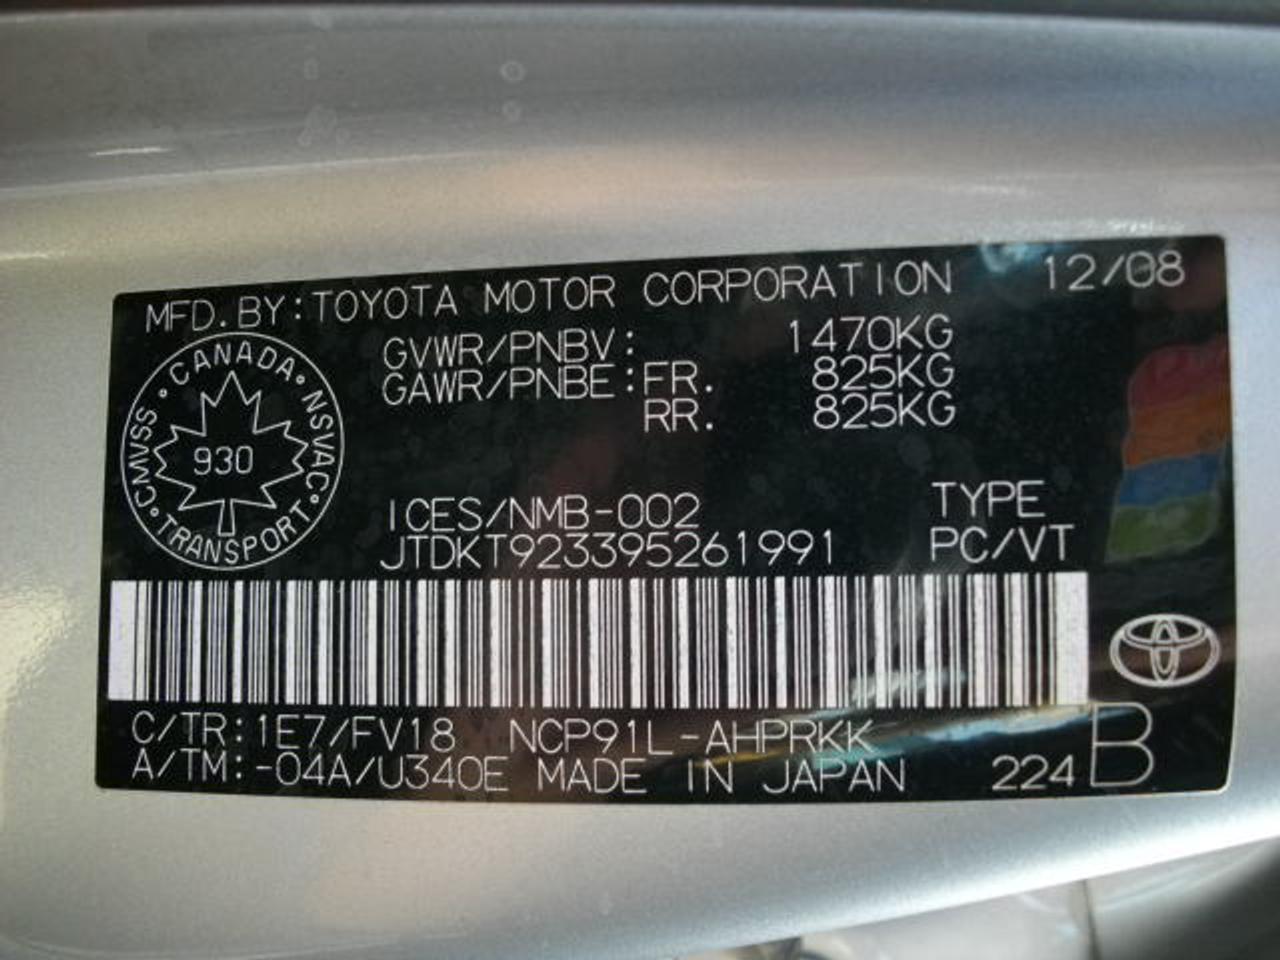 MFD. BY: TOYOTA MOTOR CORPORATION 12/08
GVWR/PNBV: 1470KG
GAWR/PNBE: FR. 825KG
RR. 825KG
CMVSS · CANADA · NSVAC · TRANSPORT ·
930
ICES/NMB-002
TYPE
JTDKT923395261991
PC/VT
C/TR: 1E7/FV18 NCP91L-AHPRKK
A/TM: -04A/U340E MADE IN JAPAN 224 B